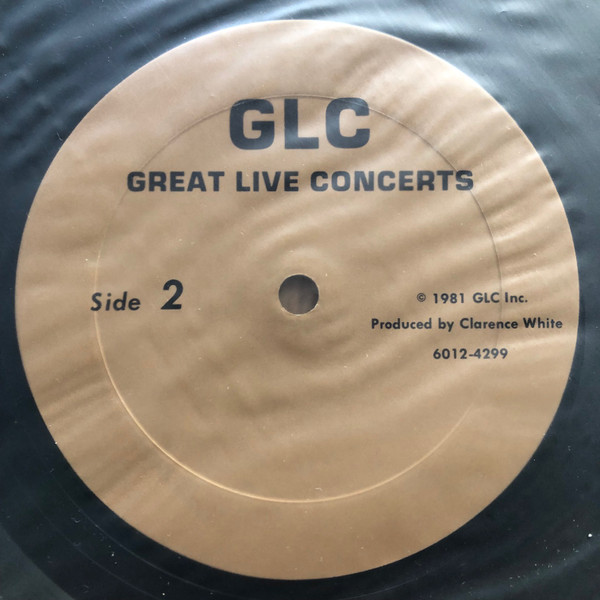 GLC
GREAT LIVE CONCERTS
Side 2
© 1981 GLC Inc.
Produced by Clarence White
6012-4299